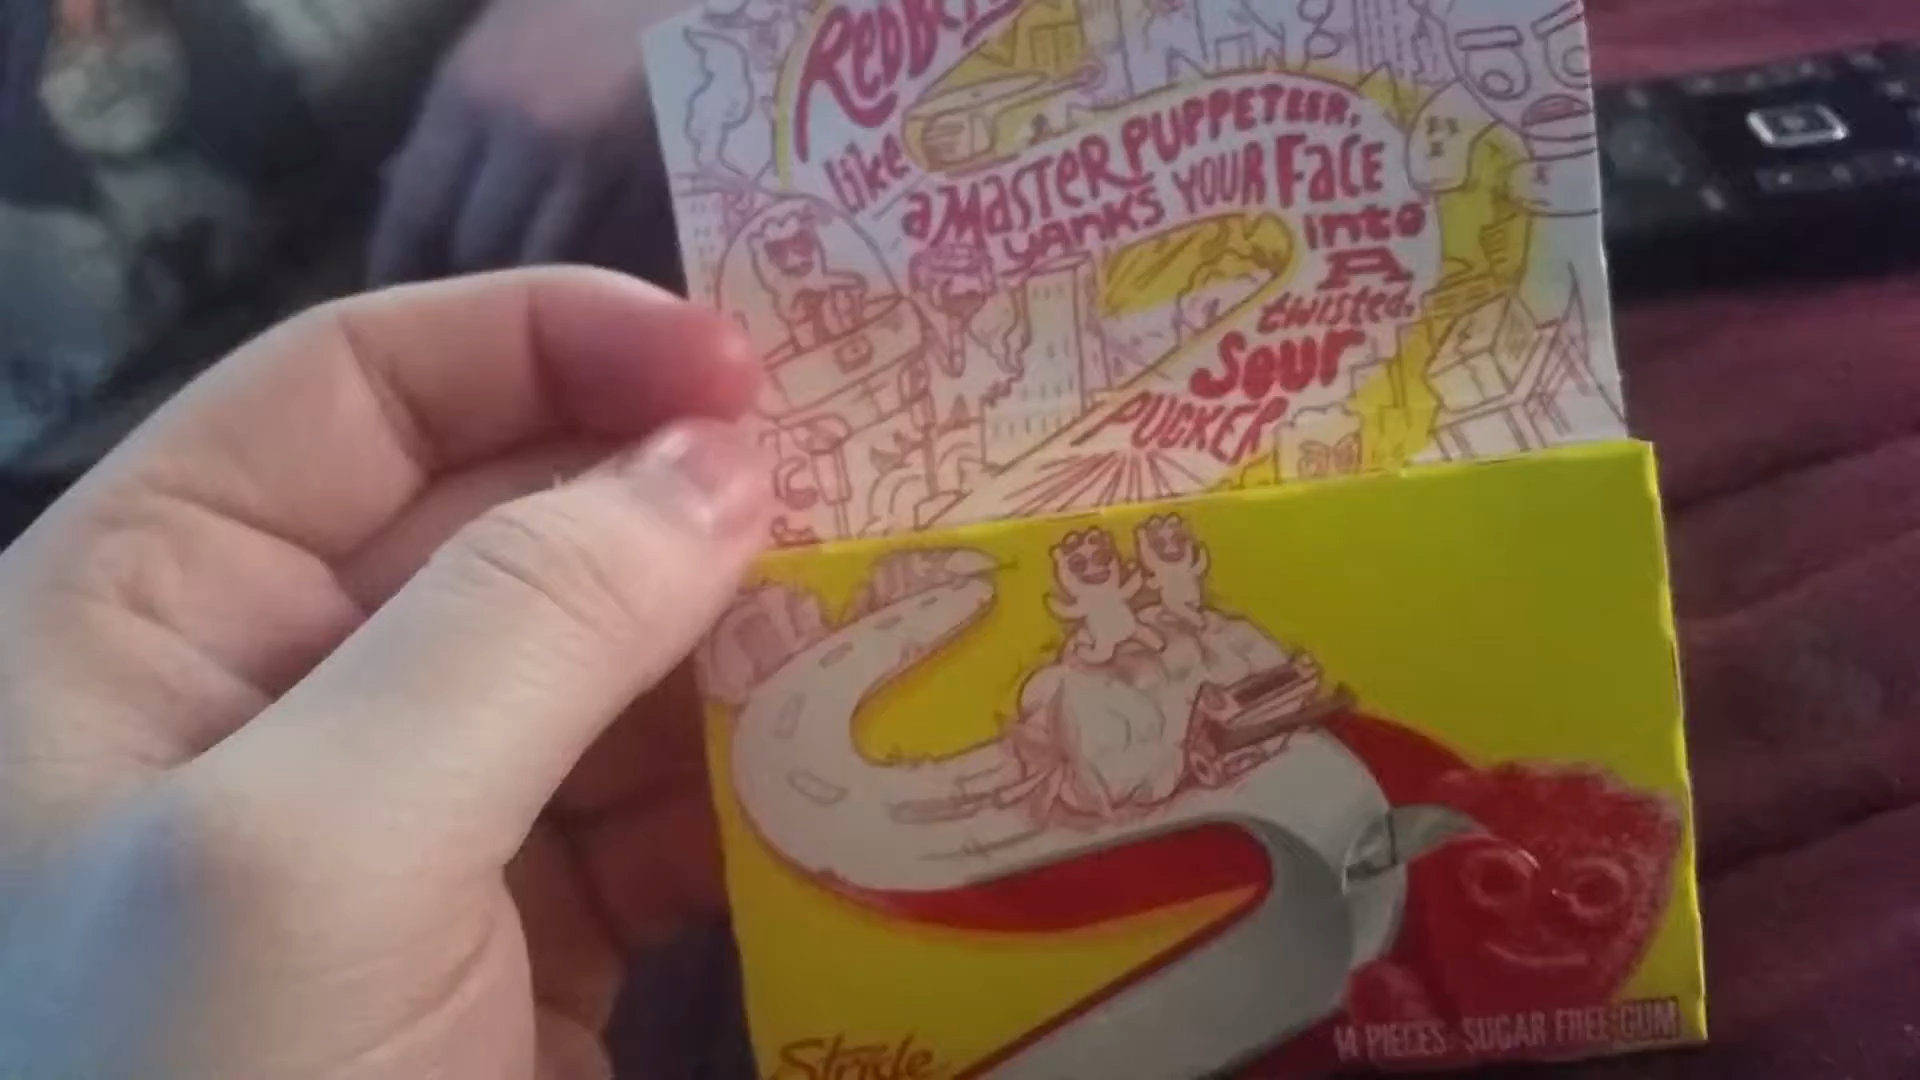 like
a MASTER PUPPETEER,
YANKS YOUR FACE
into
A
twisted,
Sour
PUCKER
Stride
14 PIECES SUGAR FREE GUM